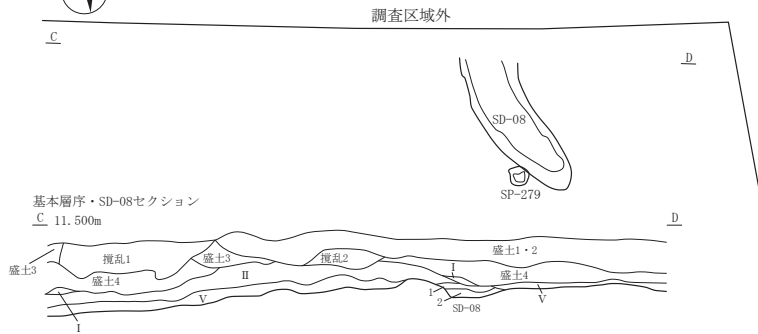 調査区域外
C
D
SD-08
SP-279
基本層序・SD-08セクション
C 11.500m
D
盛土3
撹乱1
盛土3
撹乱2
盛土1・2
盛土4
Ⅱ
Ⅰ
盛土4
Ⅴ
1
2
SD-08
Ⅴ
Ⅰ